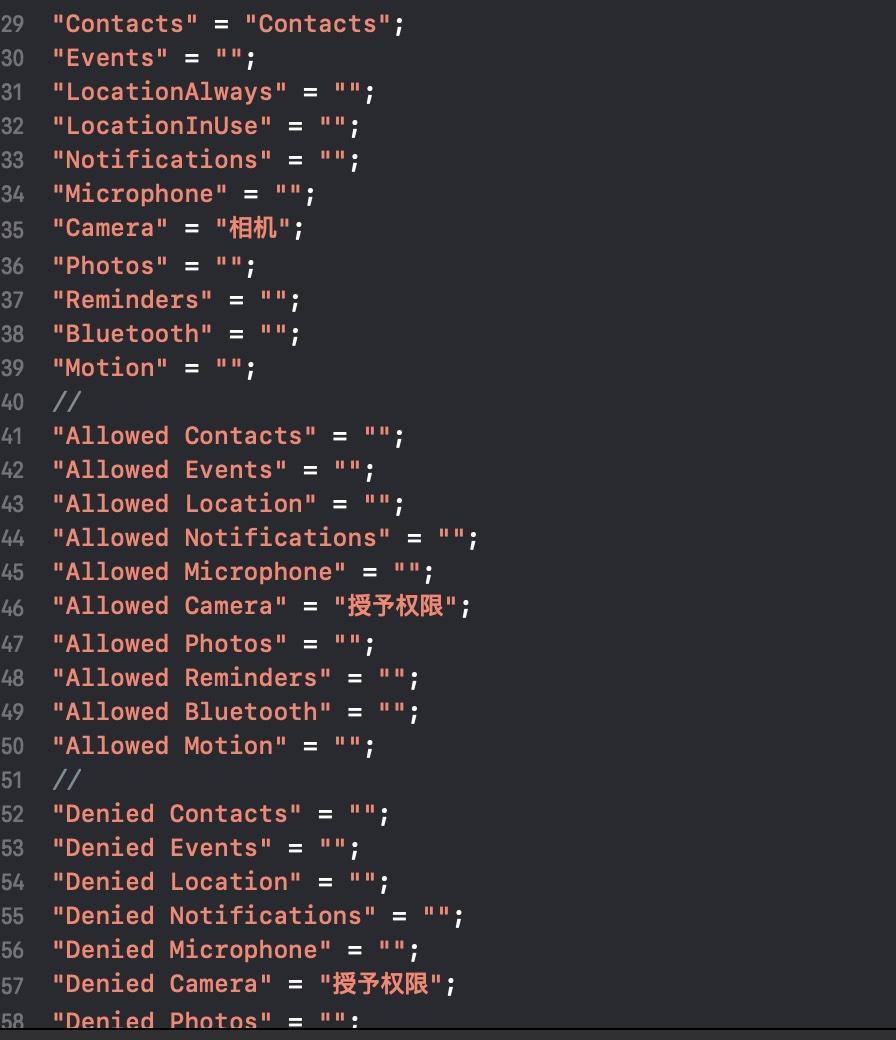 29 "Contacts" = "Contacts";
30 "Events" = "";
31 "LocationAlways" = "";
32 "LocationInUse" = "";
33 "Notifications" = "";
34 "Microphone" = "";
35 "Camera" = "相机";
36 "Photos" = "";
37 "Reminders" = "";
38 "Bluetooth" = "";
39 "Motion" = "";
40 //
41 "Allowed Contacts" = "";
42 "Allowed Events" = "";
43 "Allowed Location" = "";
44 "Allowed Notifications" = "";
45 "Allowed Microphone" = "";
46 "Allowed Camera" = "授予权限";
47 "Allowed Photos" = "";
48 "Allowed Reminders" = "";
49 "Allowed Bluetooth" = "";
50 "Allowed Motion" = "";
51 //
52 "Denied Contacts" = "";
53 "Denied Events" = "";
54 "Denied Location" = "";
55 "Denied Notifications" = "";
56 "Denied Microphone" = "";
57 "Denied Camera" = "授予权限";
58 "Denied Photos" = "";